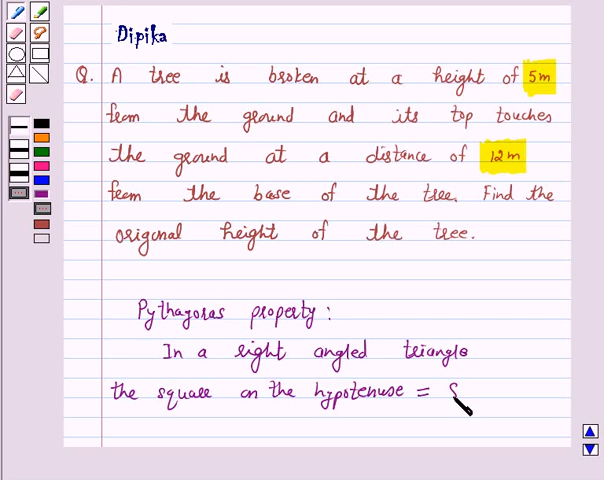 Dipika
Q. A tree is broken at a height of 5m
from the ground and its top touches
the ground at a distance of 12m
from the base of the tree. Find the
original height of the tree.
Pythagoras property:
In a right angled triangle
the square on the hypotenuse = S